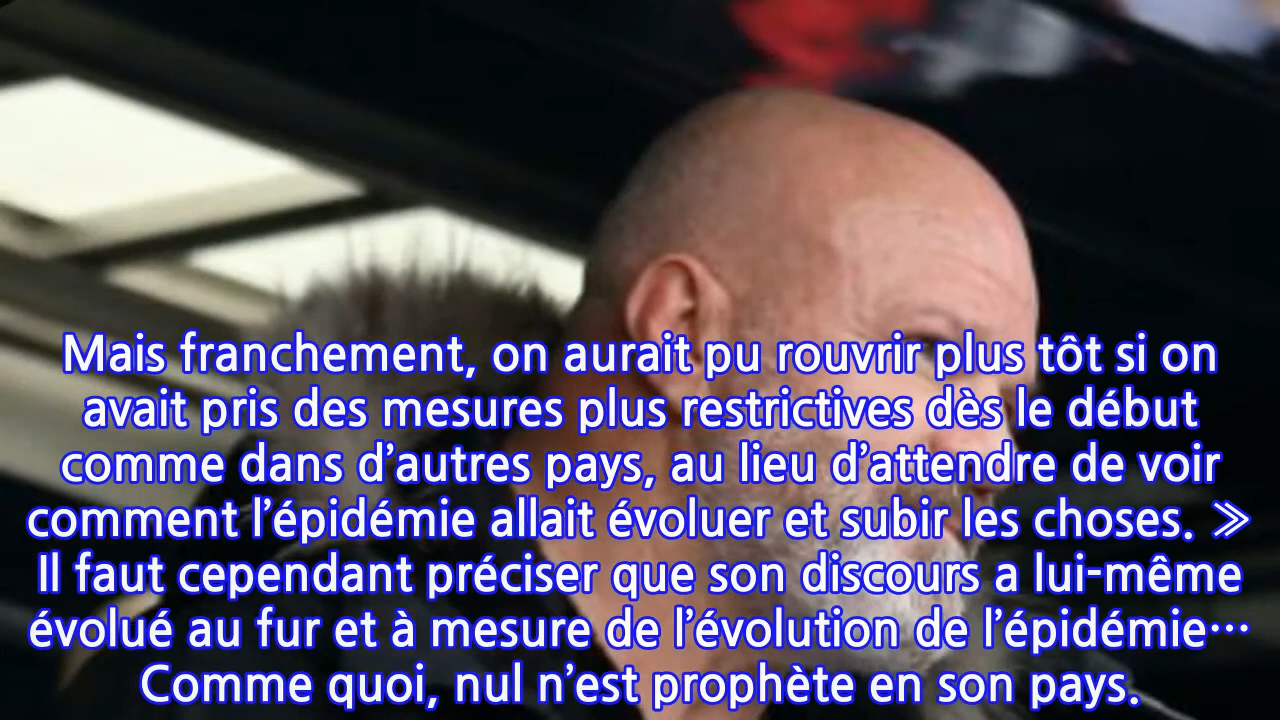 Mais franchement, on aurait pu rouvrir plus tôt si on
avait pris des mesures plus restrictives dès le début
comme dans d’autres pays, au lieu d’attendre de voir
comment l’épidémie allait évoluer et subir les choses. ≫
Il faut cependant préciser que son discours a lui-même
évolué au fur et à mesure de l’évolution de l’épidémie…
Comme quoi, nul n’est prophète en son pays.